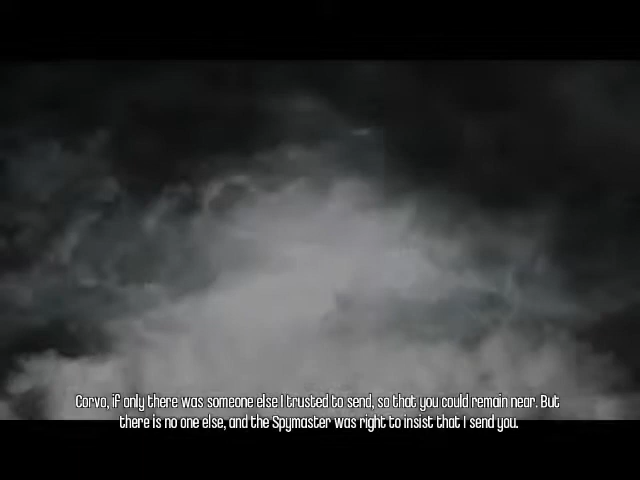 Corvo, if only there was someone else I trusted to send, so that you could remain near. But
there is no one else, and the Spymaster was right to insist that I send you.